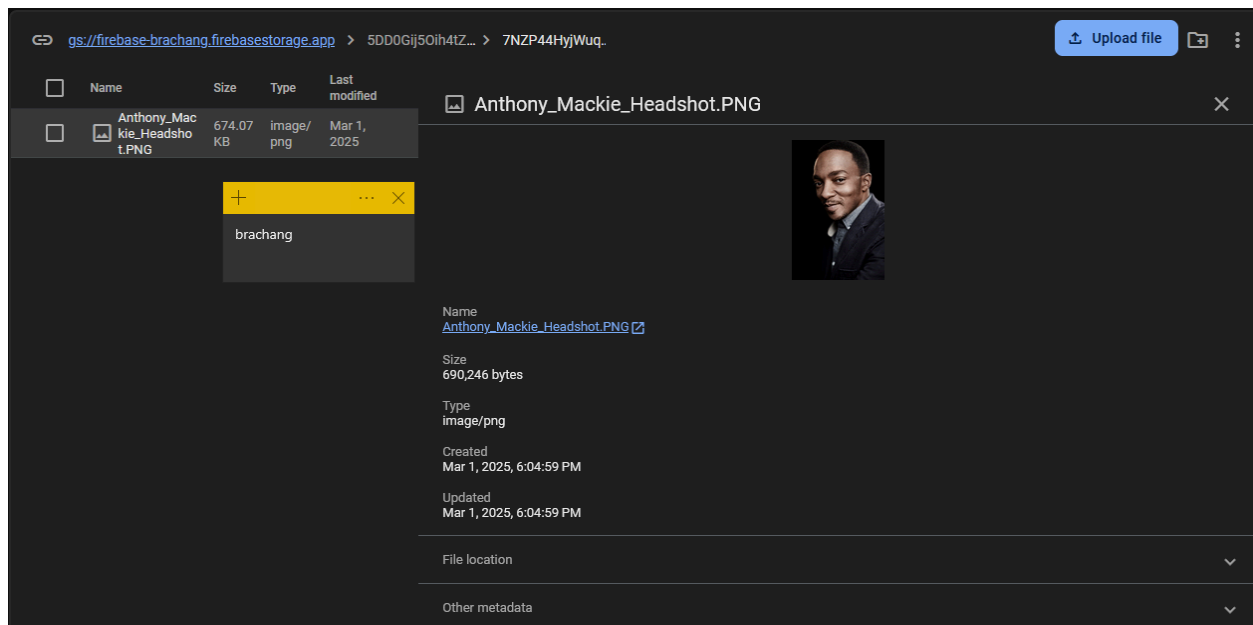 gs://firebase-brachang.firebasestorage.app > 5DD0Gij5Oih4tZ... > 7NZP44HyjWuq..
Upload file
Name Size Type Last modified
Anthony_Mac
kie_Headsho
t.PNG
674.07
KB
image/
png
Mar 1,
2025
brachang
Anthony_Mackie_Headshot.PNG
Name
Anthony_Mackie_Headshot.PNG
Size
690,246 bytes
Type
image/png
Created
Mar 1, 2025, 6:04:59 PM
Updated
Mar 1, 2025, 6:04:59 PM
File location
Other metadata